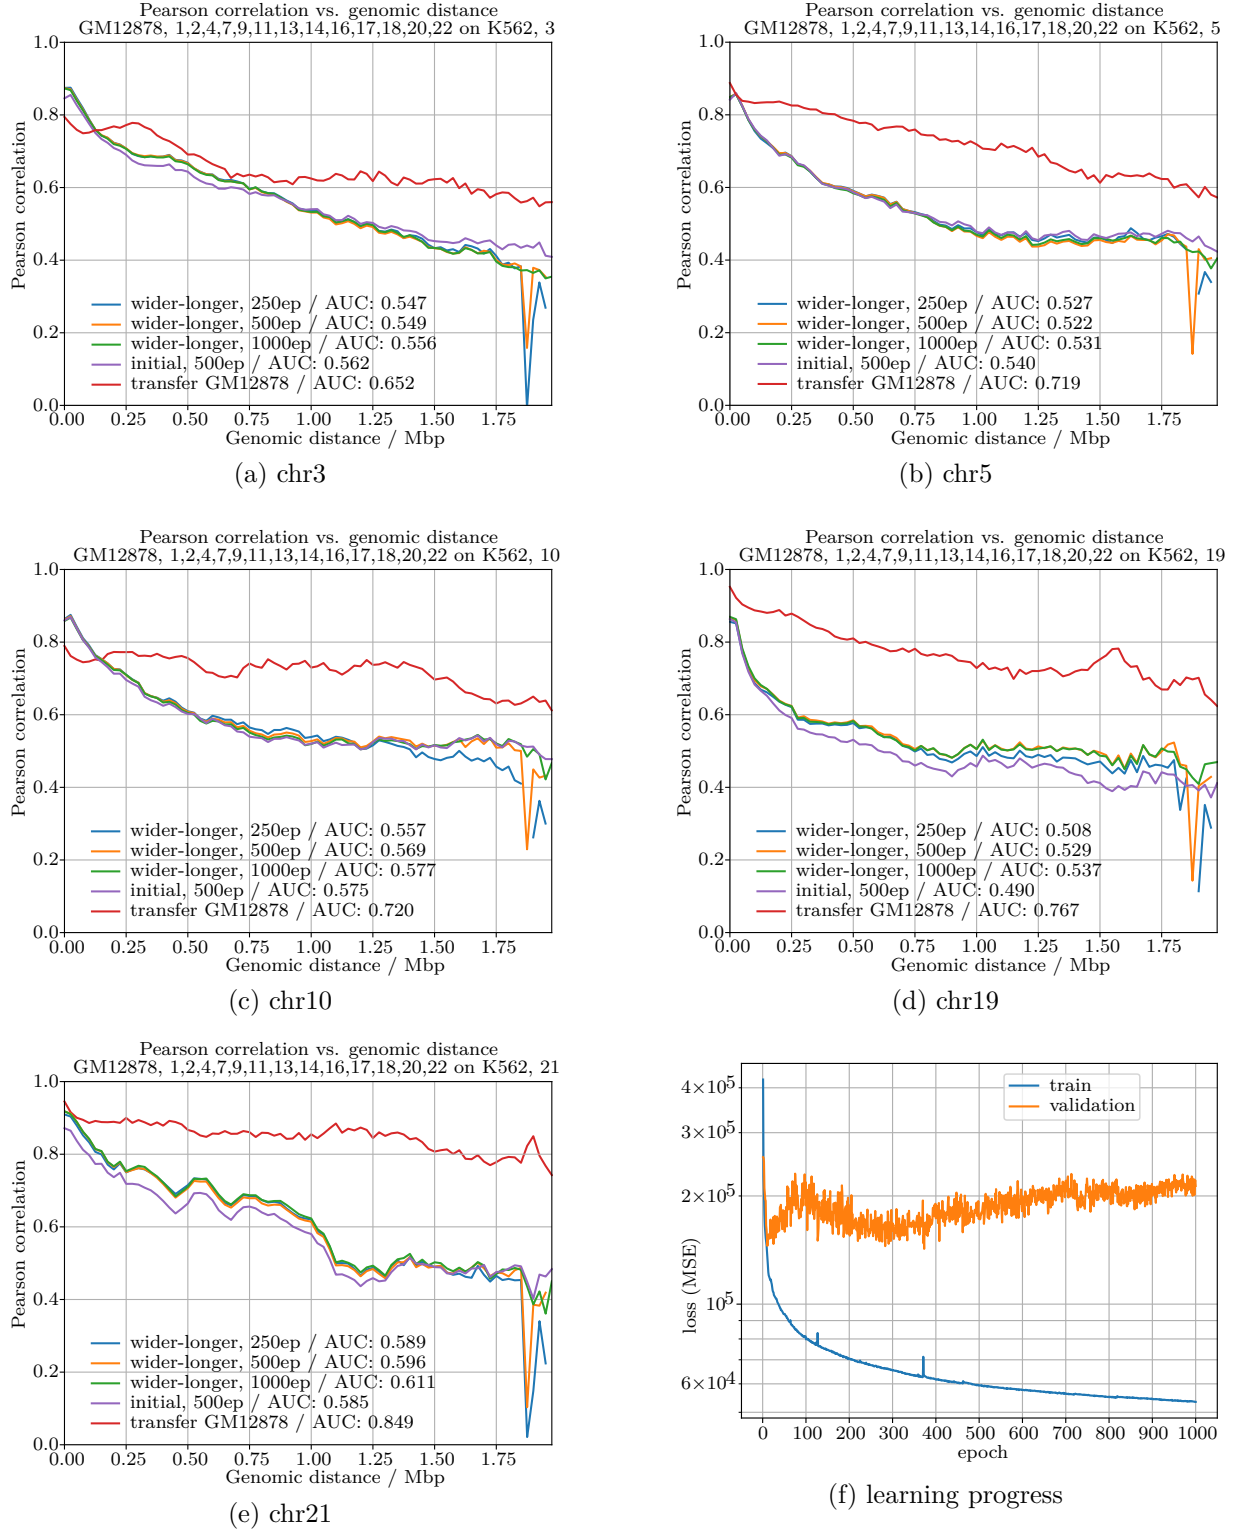 Pearson correlation vs. genomic distance
GM12878, 1,2,4,7,9,11,13,14,16,17,18,20,22 on K562, 3
1.0
0.8
0.6
0.4
0.2
0.0
Pearson correlation
wider-longer, 250ep / AUC: 0.547
wider-longer, 500ep / AUC: 0.549
wider-longer, 1000ep / AUC: 0.556
initial, 500ep / AUC: 0.562
transfer GM12878 / AUC: 0.652
0.00 0.25 0.50 0.75 1.00 1.25 1.50 1.75
Genomic distance / Mbp
(a) chr3
Pearson correlation vs. genomic distance
GM12878, 1,2,4,7,9,11,13,14,16,17,18,20,22 on K562, 5
1.0
0.8
0.6
0.4
0.2
0.0
Pearson correlation
wider-longer, 250ep / AUC: 0.527
wider-longer, 500ep / AUC: 0.522
wider-longer, 1000ep / AUC: 0.531
initial, 500ep / AUC: 0.540
transfer GM12878 / AUC: 0.719
0.00 0.25 0.50 0.75 1.00 1.25 1.50 1.75
Genomic distance / Mbp
(b) chr5
Pearson correlation vs. genomic distance
GM12878, 1,2,4,7,9,11,13,14,16,17,18,20,22 on K562, 10
1.0
0.8
0.6
0.4
0.2
0.0
Pearson correlation
wider-longer, 250ep / AUC: 0.557
wider-longer, 500ep / AUC: 0.569
wider-longer, 1000ep / AUC: 0.577
initial, 500ep / AUC: 0.575
transfer GM12878 / AUC: 0.720
0.00 0.25 0.50 0.75 1.00 1.25 1.50 1.75
Genomic distance / Mbp
(c) chr10
Pearson correlation vs. genomic distance
GM12878, 1,2,4,7,9,11,13,14,16,17,18,20,22 on K562, 19
1.0
0.8
0.6
0.4
0.2
0.0
Pearson correlation
wider-longer, 250ep / AUC: 0.508
wider-longer, 500ep / AUC: 0.529
wider-longer, 1000ep / AUC: 0.537
initial, 500ep / AUC: 0.490
transfer GM12878 / AUC: 0.767
0.00 0.25 0.50 0.75 1.00 1.25 1.50 1.75
Genomic distance / Mbp
(d) chr19
Pearson correlation vs. genomic distance
GM12878, 1,2,4,7,9,11,13,14,16,17,18,20,22 on K562, 21
1.0
0.8
0.6
0.4
0.2
0.0
Pearson correlation
wider-longer, 250ep / AUC: 0.589
wider-longer, 500ep / AUC: 0.596
wider-longer, 1000ep / AUC: 0.611
initial, 500ep / AUC: 0.585
transfer GM12878 / AUC: 0.849
0.00 0.25 0.50 0.75 1.00 1.25 1.50 1.75
Genomic distance / Mbp
(e) chr21
4×10⁵
3×10⁵
2×10⁵
10⁵
6×10⁴
loss (MSE)
train
validation
0 100 200 300 400 500 600 700 800 900 1000
epoch
(f) learning progress